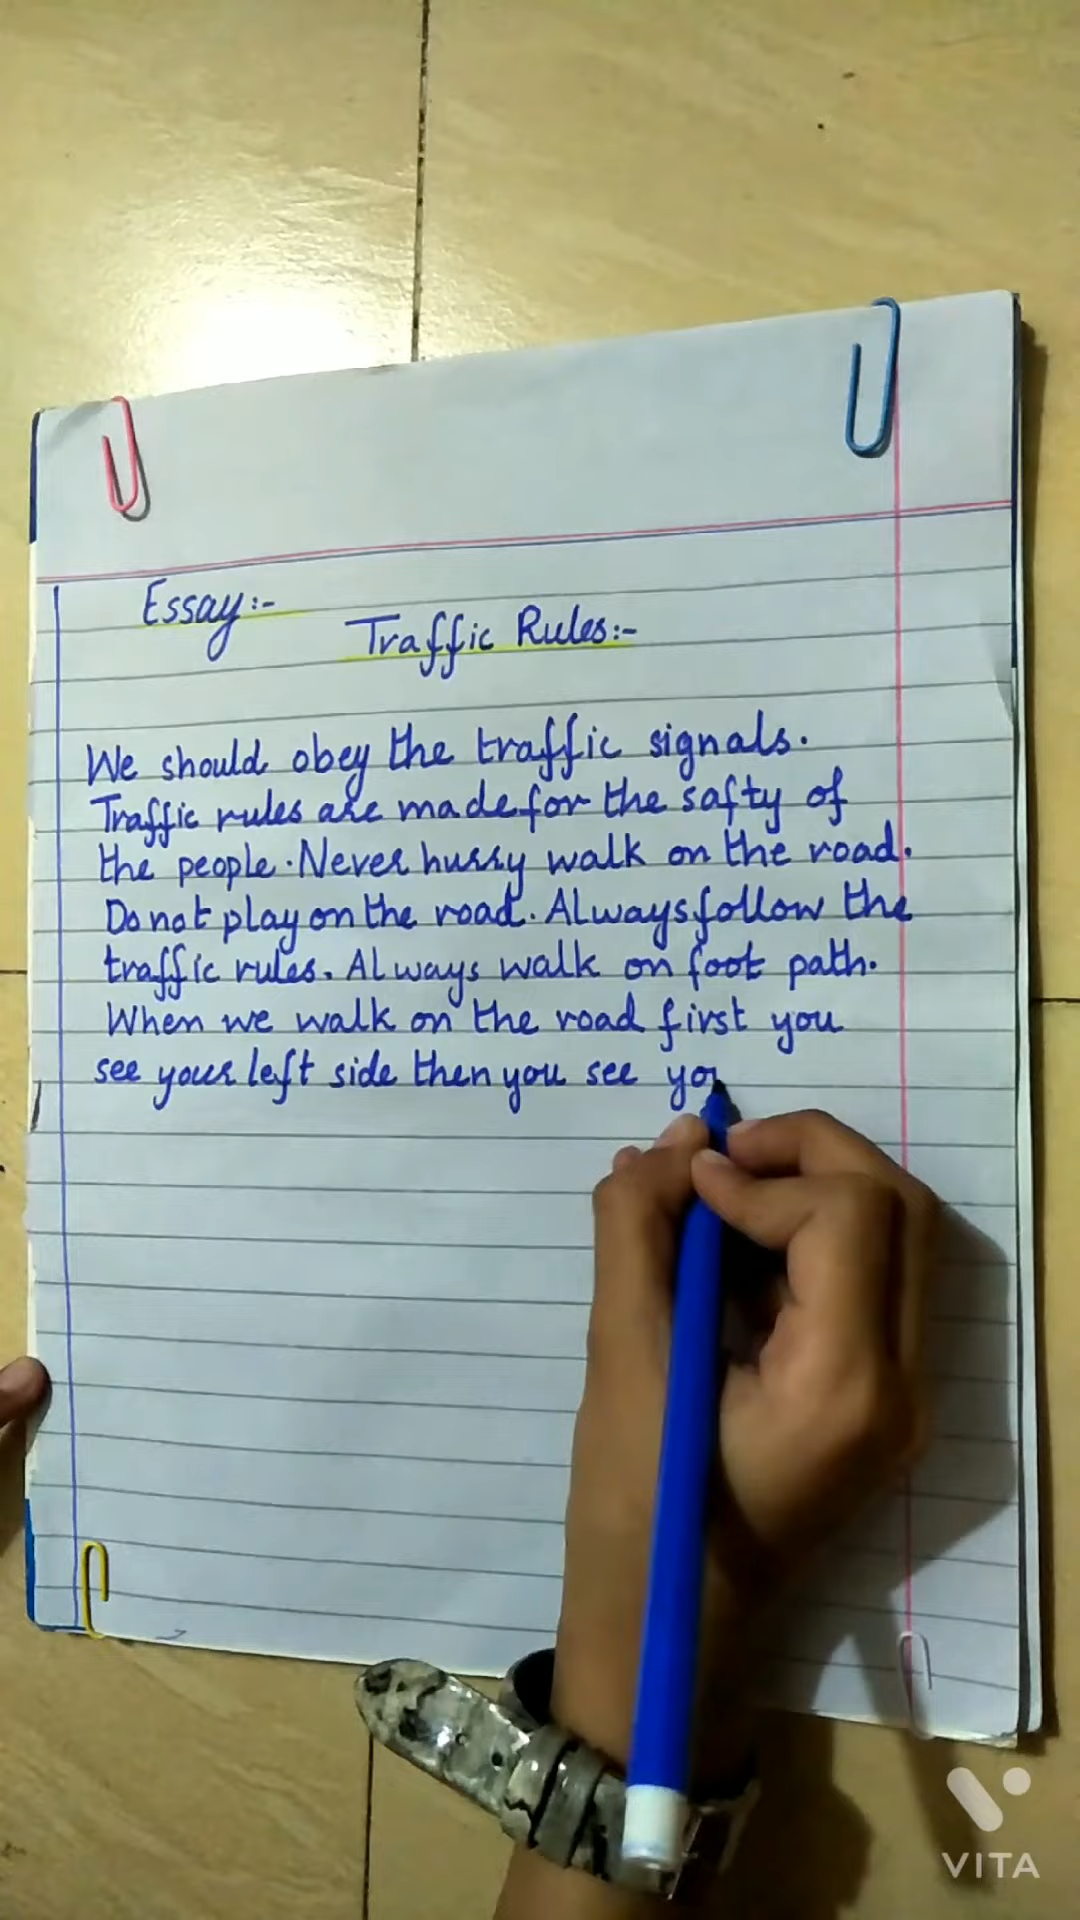 Essay:-
Traffic Rules:-
We should obey the traffic signals.
Traffic rules are made for the safty of
the people. Never hurry walk on the road.
Do not play on the road. Always follow the
traffic rules. Always walk on foot path.
When we walk on the road first you
see your left side then you see yo
VITA